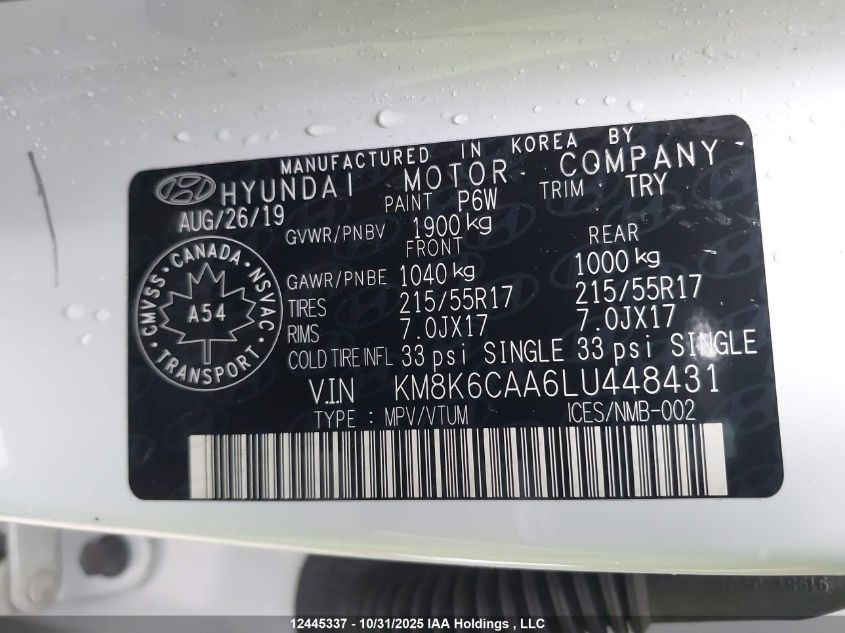 MANUFACTURED IN KOREA BY
HYUNDAI MOTOR COMPANY
AUG/26/19 PAINT P6W TRIM TRY
GVWR/PNBV 1900 kg
FRONT REAR
GAWR/PNBE 1040 kg 1000 kg
TIRES 215/55R17 215/55R17
RIMS 7.0JX17 7.0JX17
COLD TIRE INFL 33 psi SINGLE 33 psi SINGLE
CMVSS • CANADA • NSVAC
A54
TRANSPORT
V.I.N KM8K6CAA6LU448431
TYPE : MPV/VTUM ICES/NMB-002
12445337 - 10/31/2025 IAA Holdings , LLC